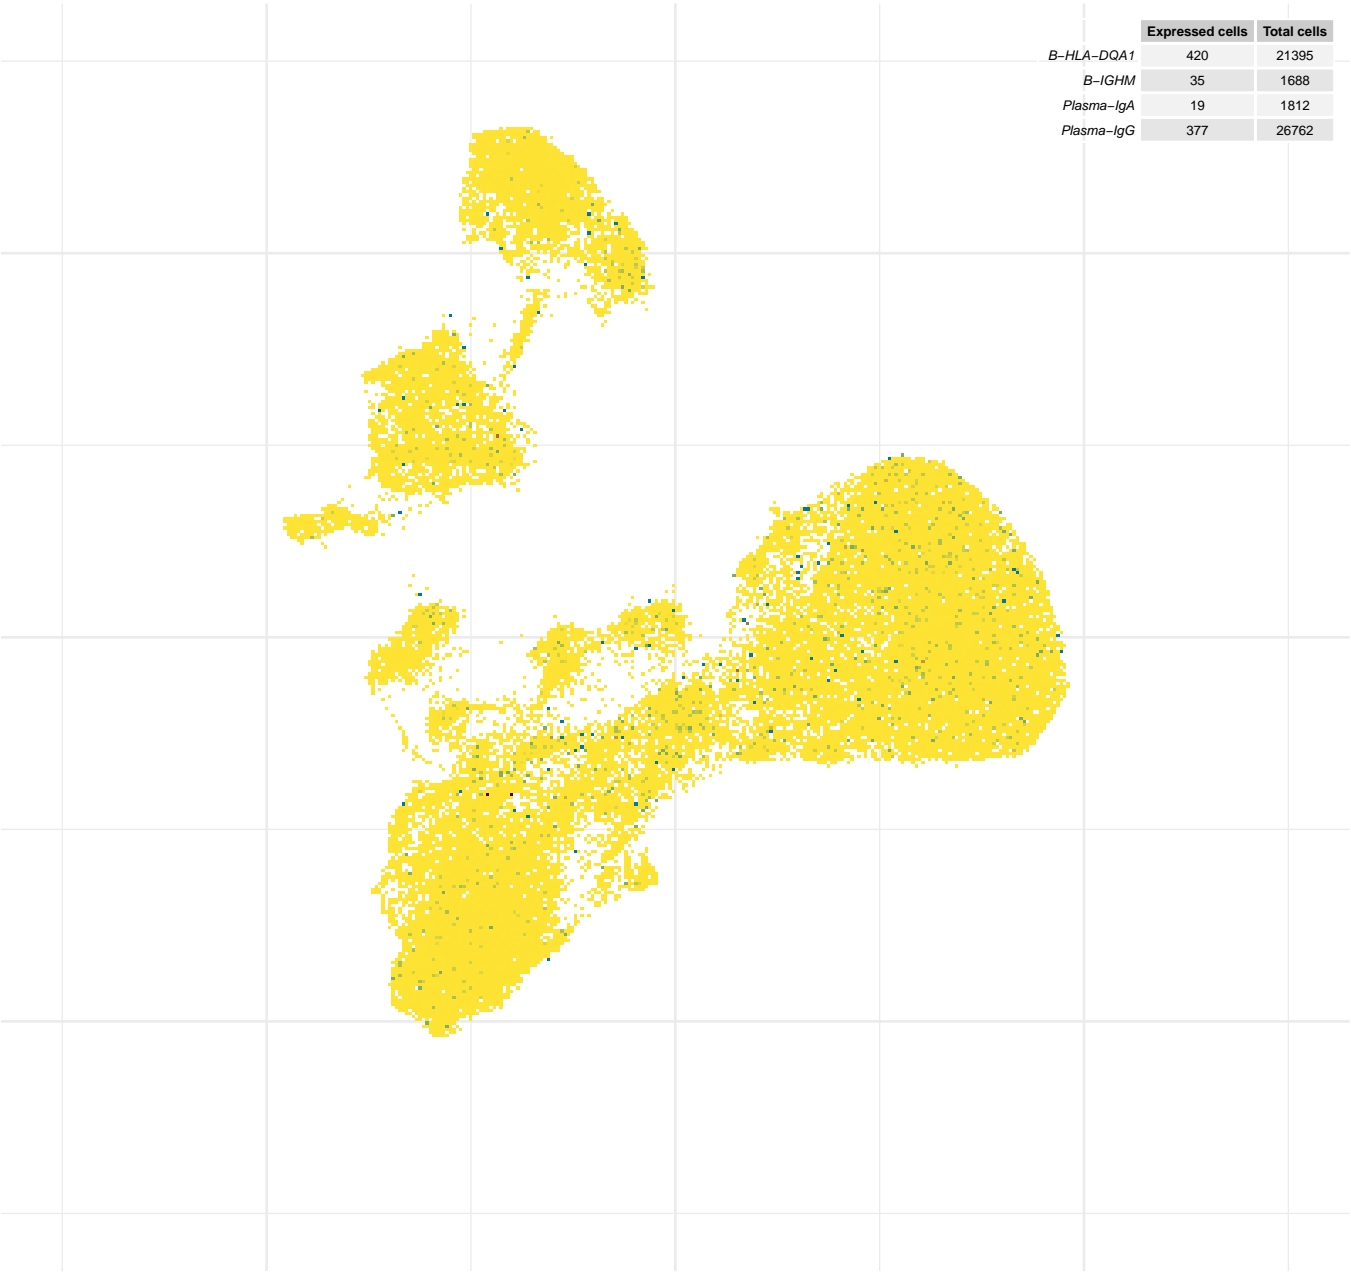 Expressed cells Total cells
B−HLA−DQA1 420 21395
B−IGHM 35 1688
Plasma−IgA 19 1812
Plasma−IgG 377 26762